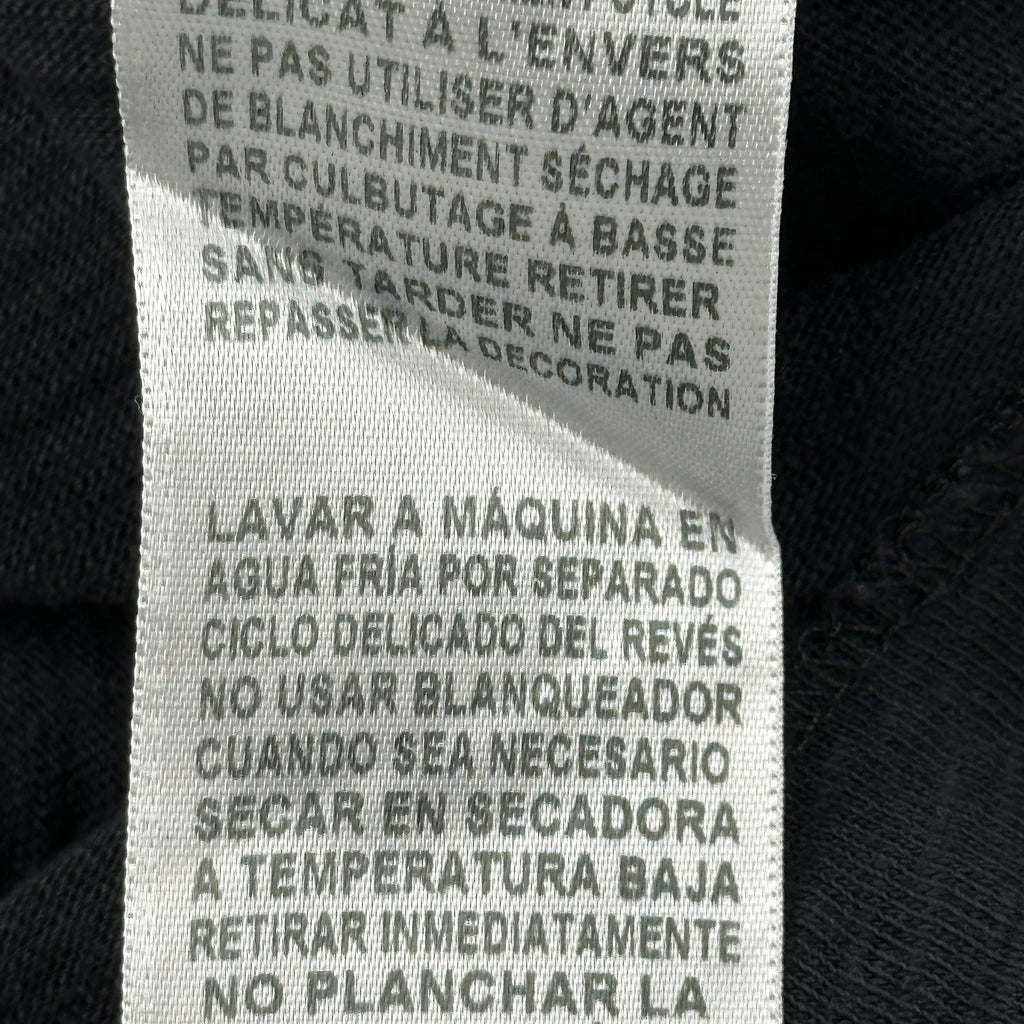 DÉLICAT À L'ENVERS
NE PAS UTILISER D'AGENT
DE BLANCHIMENT SÉCHAGE
PAR CULBUTAGE À BASSE
TEMPÉRATURE RETIRER
SANS TARDER NE PAS
REPASSER LA DECORATION
LAVAR A MÁQUINA EN
AGUA FRÍA POR SEPARADO
CICLO DELICADO DEL REVÉS
NO USAR BLANQUEADOR
CUANDO SEA NECESARIO
SECAR EN SECADORA
A TEMPERATURA BAJA
RETIRAR INMEDIATAMENTE
NO PLANCHAR LA